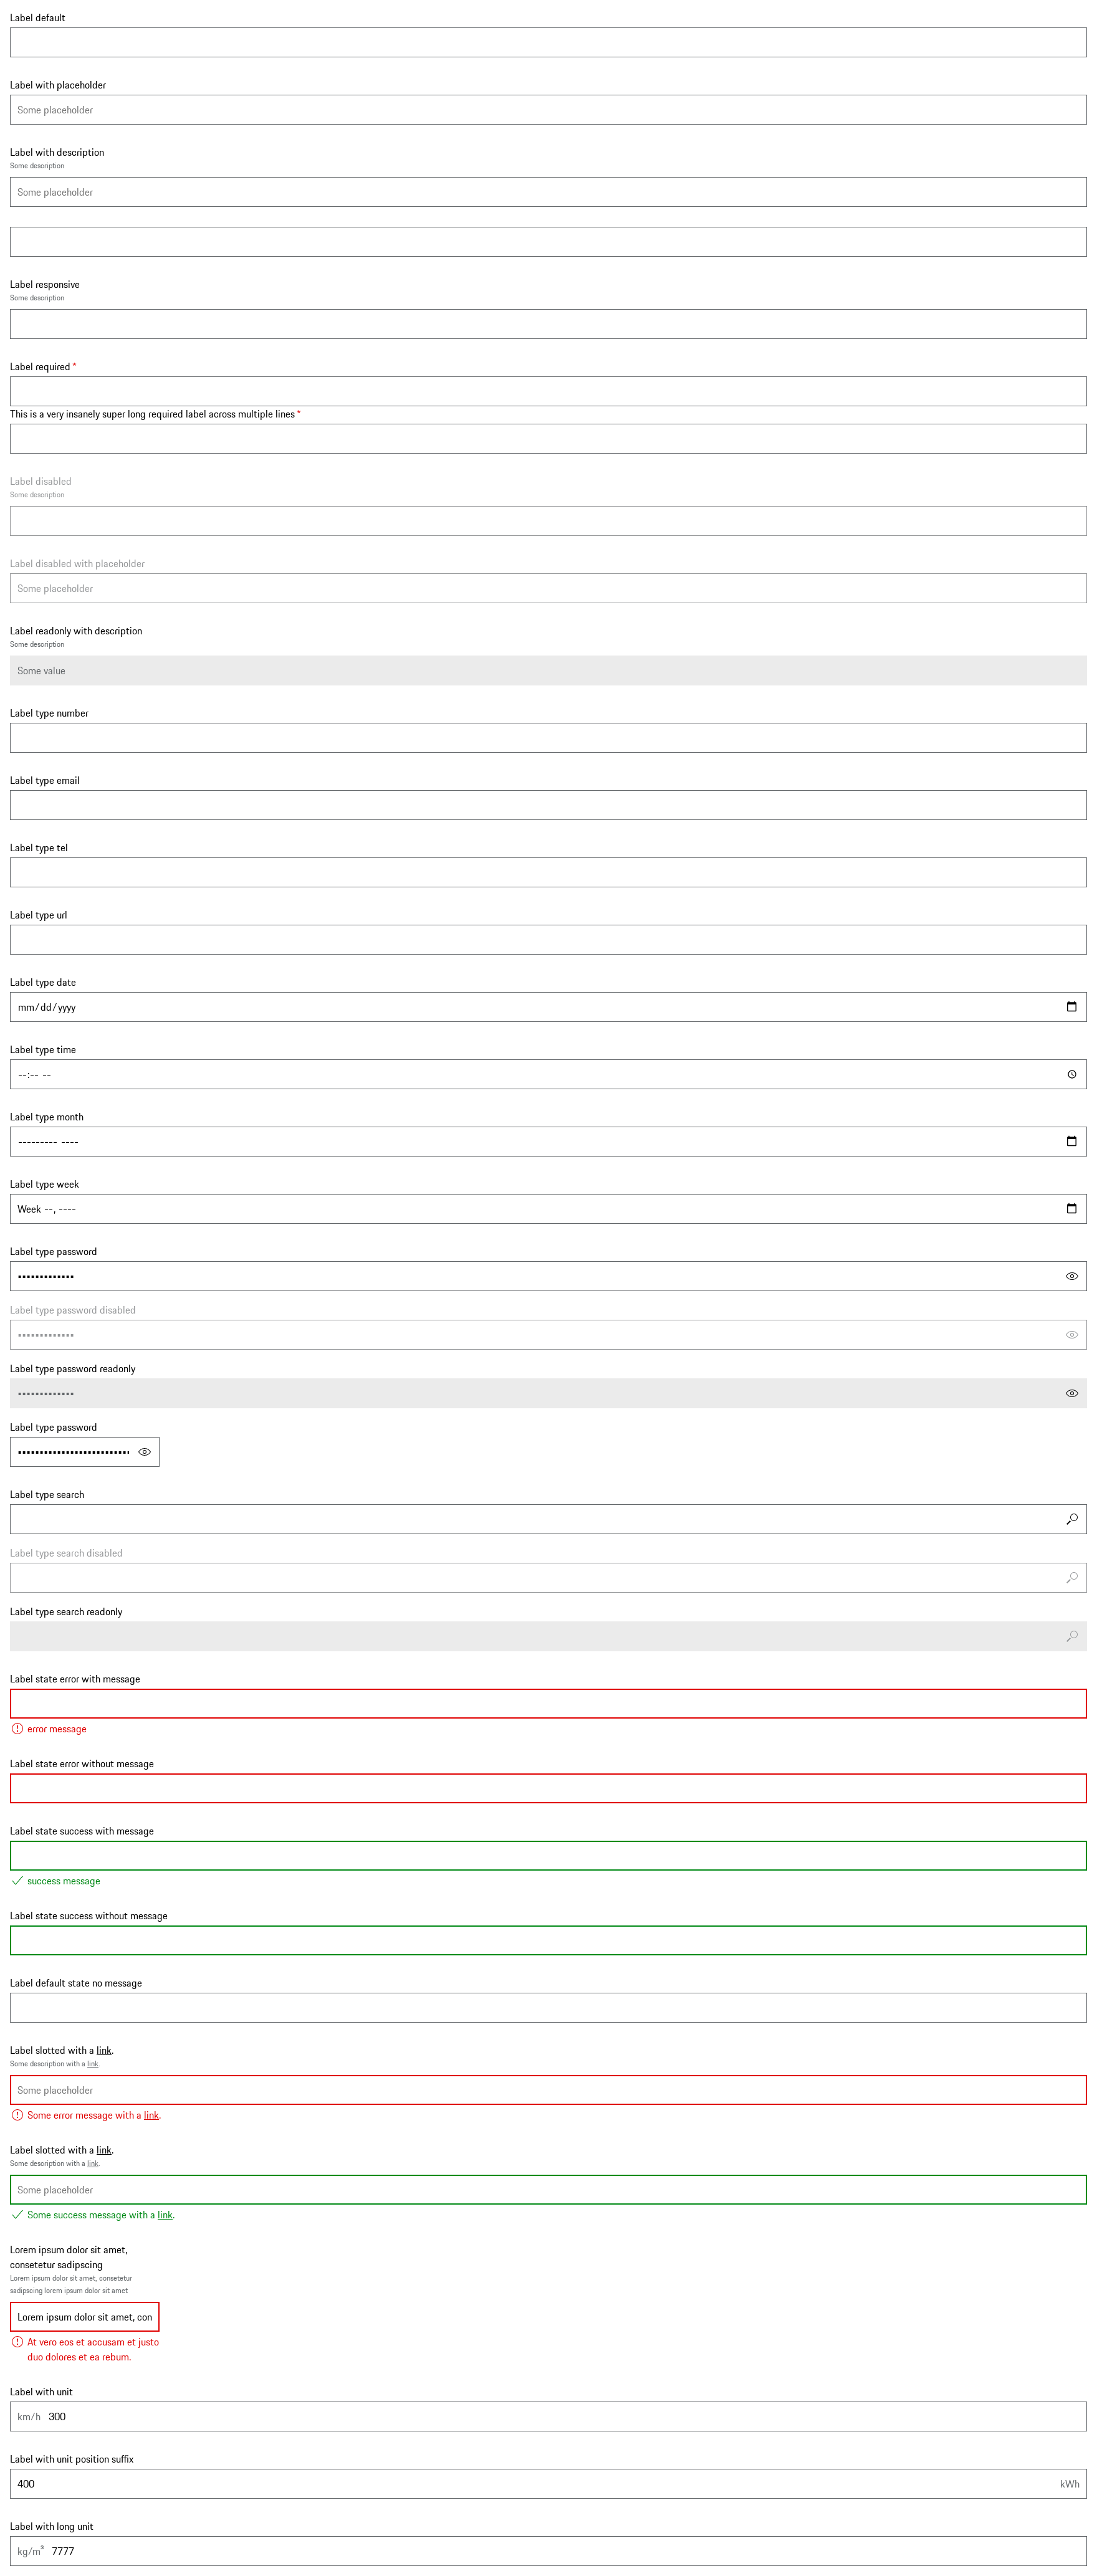 Label default
Label with placeholder
Some placeholder
Label with description
Some description
Some placeholder
Label responsive
Some description
Label required *
This is a very insanely super long required label across multiple lines *
Label disabled
Some description
Label disabled with placeholder
Some placeholder
Label readonly with description
Some description
Some value
Label type number
Label type email
Label type tel
Label type url
Label type date
mm/dd/yyyy
Label type time
--:-- --
Label type month
--------- ----
Label type week
Week --, ----
Label type password
Label type password disabled
Label type password readonly
Label type password
Label type search
Label type search disabled
Label type search readonly
Label state error with message
error message
Label state error without message
Label state success with message
success message
Label state success without message
Label default state no message
Label slotted with a link.
Some description with a link.
Some placeholder
Some error message with a link.
Label slotted with a link.
Some description with a link.
Some placeholder
Some success message with a link.
Lorem ipsum dolor sit amet,
consetetur sadipscing
Lorem ipsum dolor sit amet, consetetur
sadipscing lorem ipsum dolor sit amet
Lorem ipsum dolor sit amet, con
At vero eos et accusam et justo
duo dolores et ea rebum.
Label with unit
km/h 300
Label with unit position suffix
400 kWh
Label with long unit
kg/m³ 7777